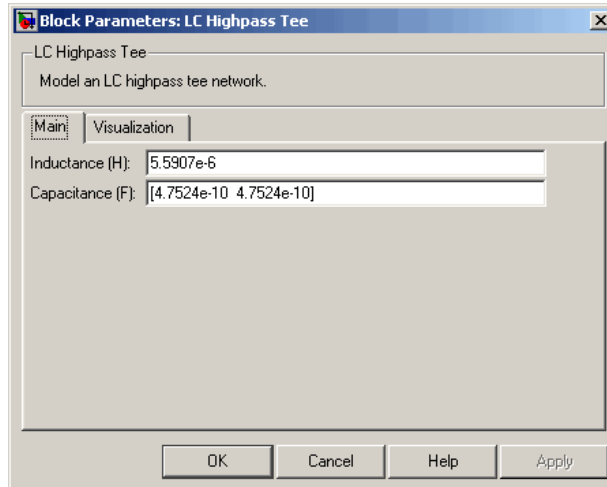 Block Parameters: LC Highpass Tee
LC Highpass Tee
Model an LC highpass tee network.
Main Visualization
Inductance (H): 5.5907e-6
Capacitance (F): [4.7524e-10 4.7524e-10]
OK Cancel Help Apply